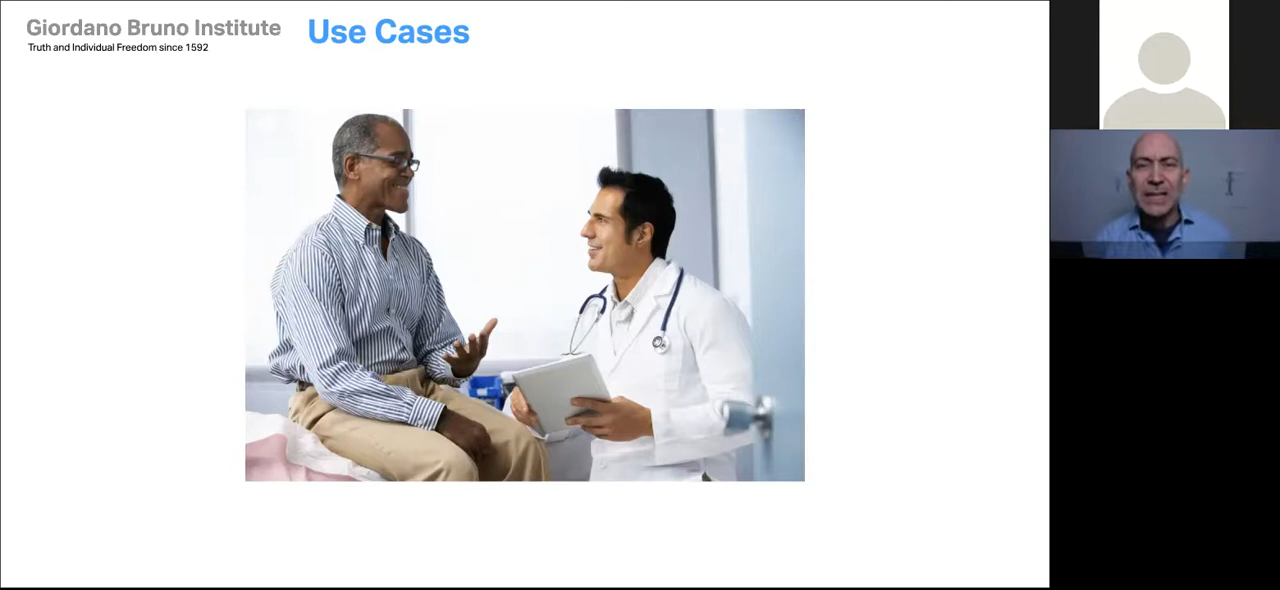 Giordano Bruno Institute
Use Cases
Truth and Individual Freedom since 1592